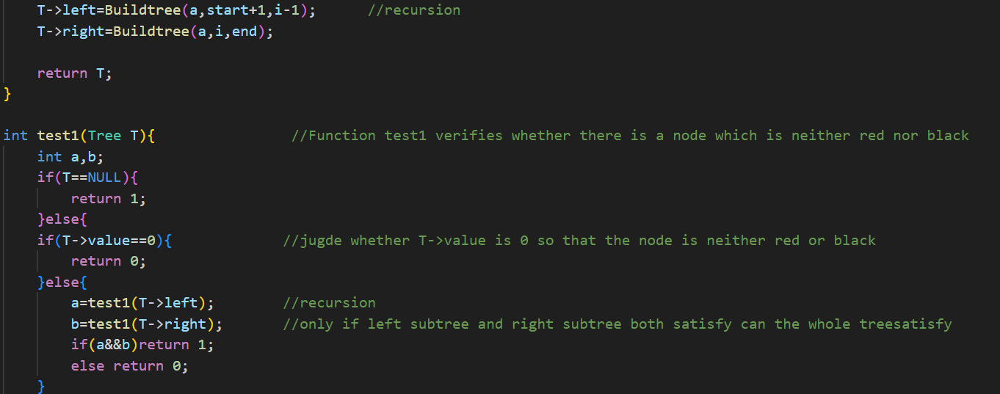 T->left=Buildtree(a,start+1,i-1);      //recursion
T->right=Buildtree(a,i,end);
return T;
}
int test1(Tree T){                //Function test1 verifies whether there is a node which is neither red nor black
int a,b;
if(T==NULL){
return 1;
}else{
if(T->value==0){             //jugde whether T->value is 0 so that the node is neither red or black
return 0;
}else{
a=test1(T->left);        //recursion
b=test1(T->right);       //only if left subtree and right subtree both satisfy can the whole treesatisfy
if(a&&b)return 1;
else return 0;
}